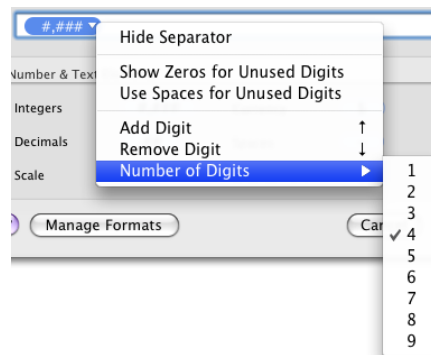 #,###
Hide Separator
Number & Tex
Show Zeros for Unused Digits
Use Spaces for Unused Digits
Integers
Add Digit ↑
Decimals
Remove Digit ↓
Scale
Number of Digits ▶
1
2
3
✓ 4
5
6
7
8
9
Manage Formats
Ca